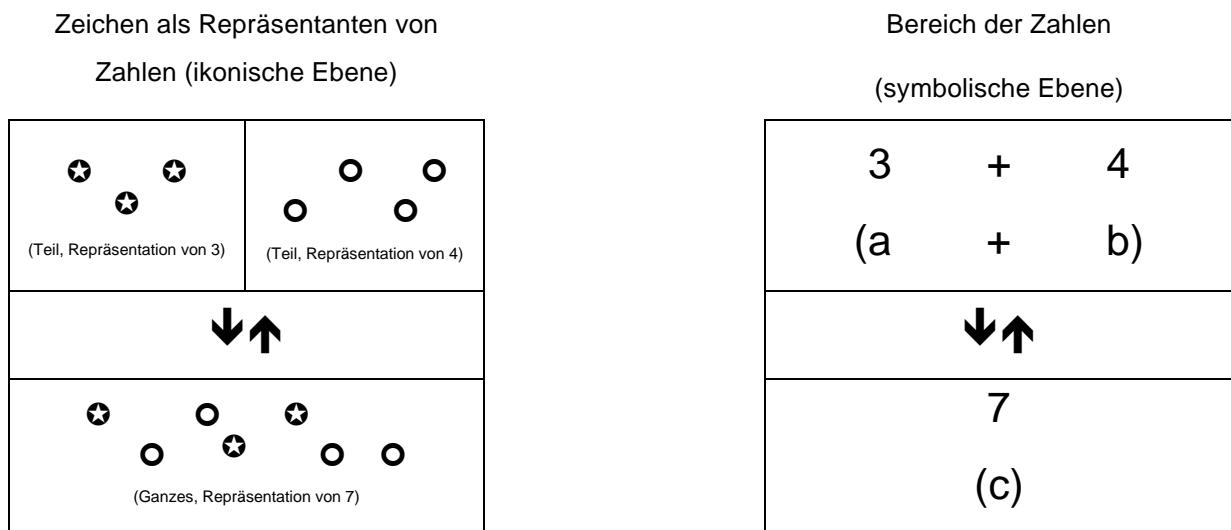 Zeichen als Repräsentanten von
Zahlen (ikonische Ebene)
(Teil, Repräsentation von 3)
(Teil, Repräsentation von 4)
(Ganzes, Repräsentation von 7)
Bereich der Zahlen
(symbolische Ebene)
3 + 4
(a + b)
7
(c)